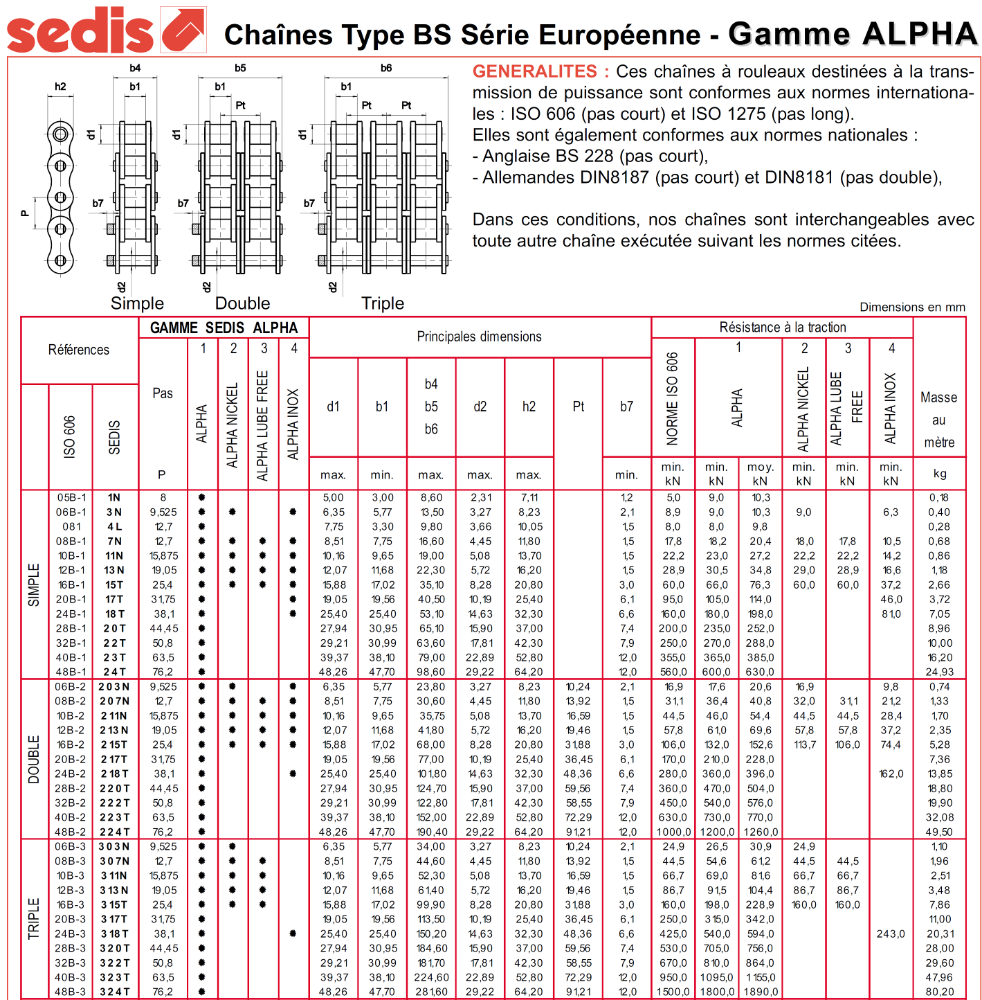 sedis
Chaînes Type BS Série Européenne - Gamme ALPHA
b4 b5 b6
h2 b1 b1 b1
Pt Pt Pt
d1 d1 d1
b7 b7 b7
P
d2 d2 d2
Simple Double Triple
GENERALITES : Ces chaînes à rouleaux destinées à la trans-
mission de puissance sont conformes aux normes internationa-
les : ISO 606 (pas court) et ISO 1275 (pas long).
Elles sont également conformes aux normes nationales :
- Anglaise BS 228 (pas court),
- Allemandes DIN8187 (pas court) et DIN8181 (pas double),
Dans ces conditions, nos chaînes sont interchangeables avec
toute autre chaîne exécutée suivant les normes citées.
Dimensions en mm
Références GAMME SEDIS ALPHA Principales dimensions Résistance à la traction
1 2 3 4 1 2 3 4
ISO 606 SEDIS Pas P ALPHA ALPHA NICKEL ALPHA LUBE FREE ALPHA INOX d1 b1 b4 b5 b6 d2 h2 Pt b7 NORME ISO 606 ALPHA ALPHA NICKEL ALPHA LUBE FREE ALPHA INOX Masse au mètre
max. min. max. max. max. min. min. kN min. kN moy. kN min. kN min. kN min. kN kg
SIMPLE
05B-1 1N 8 ✹ 5,00 3,00 8,60 2,31 7,11 1,2 5,0 9,0 10,3 0,18
06B-1 3N 9,525 ✹ ✹ ✹ 6,35 5,77 13,50 3,27 8,23 2,1 8,9 9,0 10,3 9,0 6,3 0,40
081 4L 12,7 ✹ 7,75 3,30 9,80 3,66 10,05 1,5 8,0 8,0 9,8 0,28
08B-1 7N 12,7 ✹ ✹ ✹ ✹ 8,51 7,75 16,60 4,45 11,80 1,5 17,8 18,2 20,4 18,0 17,8 10,5 0,68
10B-1 11N 15,875 ✹ ✹ ✹ ✹ 10,16 9,65 19,00 5,08 13,70 1,5 22,2 23,0 27,2 22,2 22,2 14,2 0,86
12B-1 13N 19,05 ✹ ✹ ✹ ✹ 12,07 11,68 22,30 5,72 16,20 1,5 28,9 30,5 34,8 29,0 28,9 16,6 1,18
16B-1 15T 25,4 ✹ ✹ ✹ ✹ 15,88 17,02 35,10 8,28 20,80 3,0 60,0 66,0 76,3 60,0 60,0 37,2 2,66
20B-1 17T 31,75 ✹ ✹ 19,05 19,56 40,50 10,19 25,40 6,1 95,0 105,0 114,0 46,0 3,72
24B-1 18T 38,1 ✹ ✹ 25,40 25,40 53,10 14,63 32,30 6,6 160,0 180,0 198,0 81,0 7,05
28B-1 20T 44,45 ✹ 27,94 30,95 65,10 15,90 37,00 7,4 200,0 235,0 252,0 8,96
32B-1 22T 50,8 ✹ 29,21 30,99 63,60 17,81 42,30 7,9 250,0 270,0 288,0 10,00
40B-1 23T 63,5 ✹ 39,37 38,10 79,00 22,89 52,80 12,0 355,0 365,0 385,0 16,20
48B-1 24T 76,2 ✹ 48,26 47,70 98,60 29,22 64,20 12,0 560,0 600,0 630,0 24,93
DOUBLE
06B-2 203N 9,525 ✹ ✹ ✹ 6,35 5,77 23,80 3,27 8,23 10,24 2,1 16,9 17,6 20,6 16,9 9,8 0,74
08B-2 207N 12,7 ✹ ✹ ✹ ✹ 8,51 7,75 30,60 4,45 11,80 13,92 1,5 31,1 36,4 40,8 32,0 31,1 21,2 1,33
10B-2 211N 15,875 ✹ ✹ ✹ ✹ 10,16 9,65 35,75 5,08 13,70 16,59 1,5 44,5 46,0 54,4 44,5 44,5 28,4 1,70
12B-2 213N 19,05 ✹ ✹ ✹ ✹ 12,07 11,68 41,80 5,72 16,20 19,46 1,5 57,8 61,0 69,6 57,8 57,8 37,2 2,35
16B-2 215T 25,4 ✹ ✹ ✹ ✹ 15,88 17,02 68,00 8,28 20,80 31,88 3,0 106,0 132,0 152,6 113,7 106,0 74,4 5,28
20B-2 217T 31,75 ✹ 19,05 19,56 77,00 10,19 25,40 36,45 6,1 170,0 210,0 228,0 7,36
24B-2 218T 38,1 ✹ ✹ 25,40 25,40 101,80 14,63 32,30 48,36 6,6 280,0 360,0 396,0 162,0 13,85
28B-2 220T 44,45 ✹ 27,94 30,95 124,70 15,90 37,00 59,56 7,4 360,0 470,0 504,0 18,80
32B-2 222T 50,8 ✹ 29,21 30,99 122,80 17,81 42,30 58,55 7,9 450,0 540,0 576,0 19,90
40B-2 223T 63,5 ✹ 39,37 38,10 152,00 22,89 52,80 72,29 12,0 630,0 730,0 770,0 32,08
48B-2 224T 76,2 ✹ 48,26 47,70 190,40 29,22 64,20 91,21 12,0 1000,0 1200,0 1260,0 49,50
TRIPLE
06B-3 303N 9,525 ✹ ✹ 6,35 5,77 34,00 3,27 8,23 10,24 2,1 24,9 26,5 30,9 24,9 1,10
08B-3 307N 12,7 ✹ ✹ ✹ 8,51 7,75 44,60 4,45 11,80 13,92 1,5 44,5 54,6 61,2 44,5 44,5 1,96
10B-3 311N 15,875 ✹ ✹ ✹ 10,16 9,65 52,30 5,08 13,70 16,59 1,5 66,7 69,0 81,6 66,7 66,7 2,51
12B-3 313N 19,05 ✹ ✹ ✹ 12,07 11,68 61,40 5,72 16,20 19,46 1,5 86,7 91,5 104,4 86,7 86,7 3,48
16B-3 315T 25,4 ✹ ✹ ✹ 15,88 17,02 99,90 8,28 20,80 31,88 3,0 160,0 198,0 228,9 160,0 160,0 7,86
20B-3 317T 31,75 ✹ 19,05 19,56 113,50 10,19 25,40 36,45 6,1 250,0 315,0 342,0 11,00
24B-3 318T 38,1 ✹ ✹ 25,40 25,40 150,20 14,63 32,30 48,36 6,6 425,0 540,0 594,0 243,0 20,31
28B-3 320T 44,45 ✹ 27,94 30,95 184,60 15,90 37,00 59,56 7,4 530,0 705,0 756,0 28,00
32B-3 322T 50,8 ✹ 29,21 30,99 181,70 17,81 42,30 58,55 7,9 670,0 810,0 864,0 29,60
40B-3 323T 63,5 ✹ 39,37 38,10 224,60 22,89 52,80 72,29 12,0 950,0 1095,0 1155,0 47,96
48B-3 324T 76,2 ✹ 48,26 47,70 281,60 29,22 64,20 91,21 12,0 1500,0 1800,0 1890,0 80,20